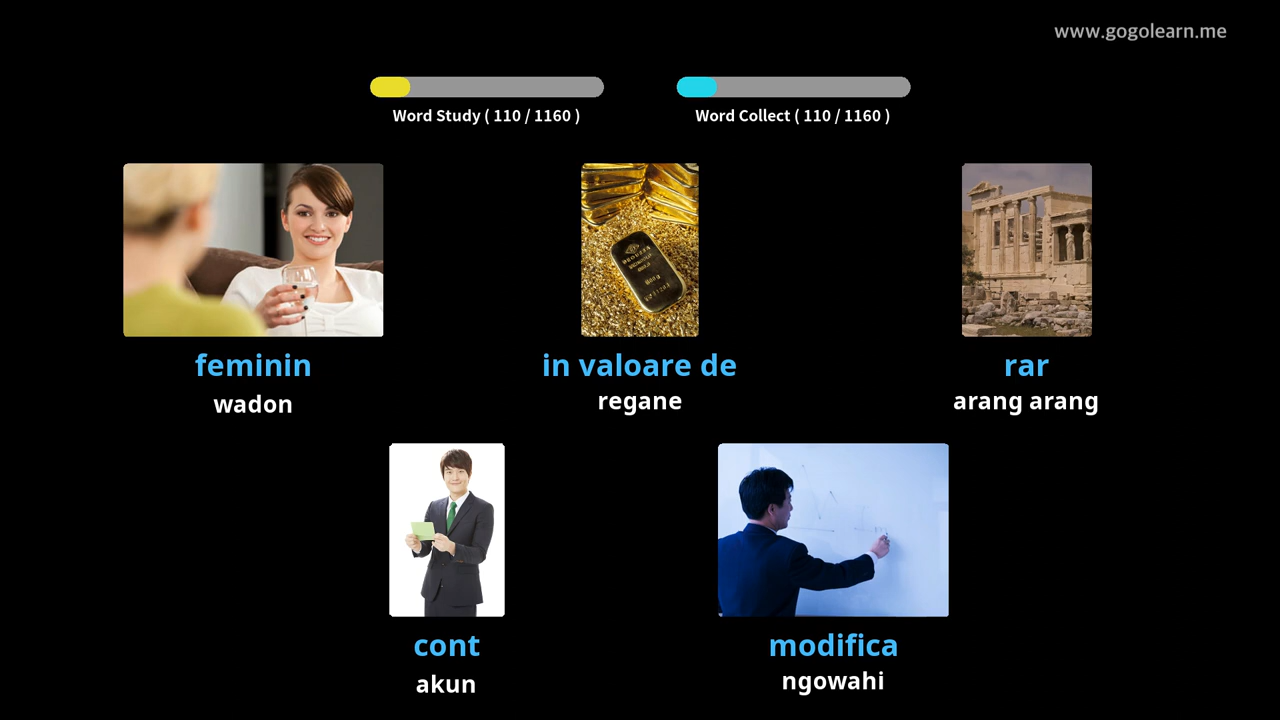 www.gogolearn.me
Word Study ( 110 / 1160 )
Word Collect ( 110 / 1160 )
feminin
wadon
in valoare de
regane
rar
arang arang
cont
akun
modifica
ngowahi